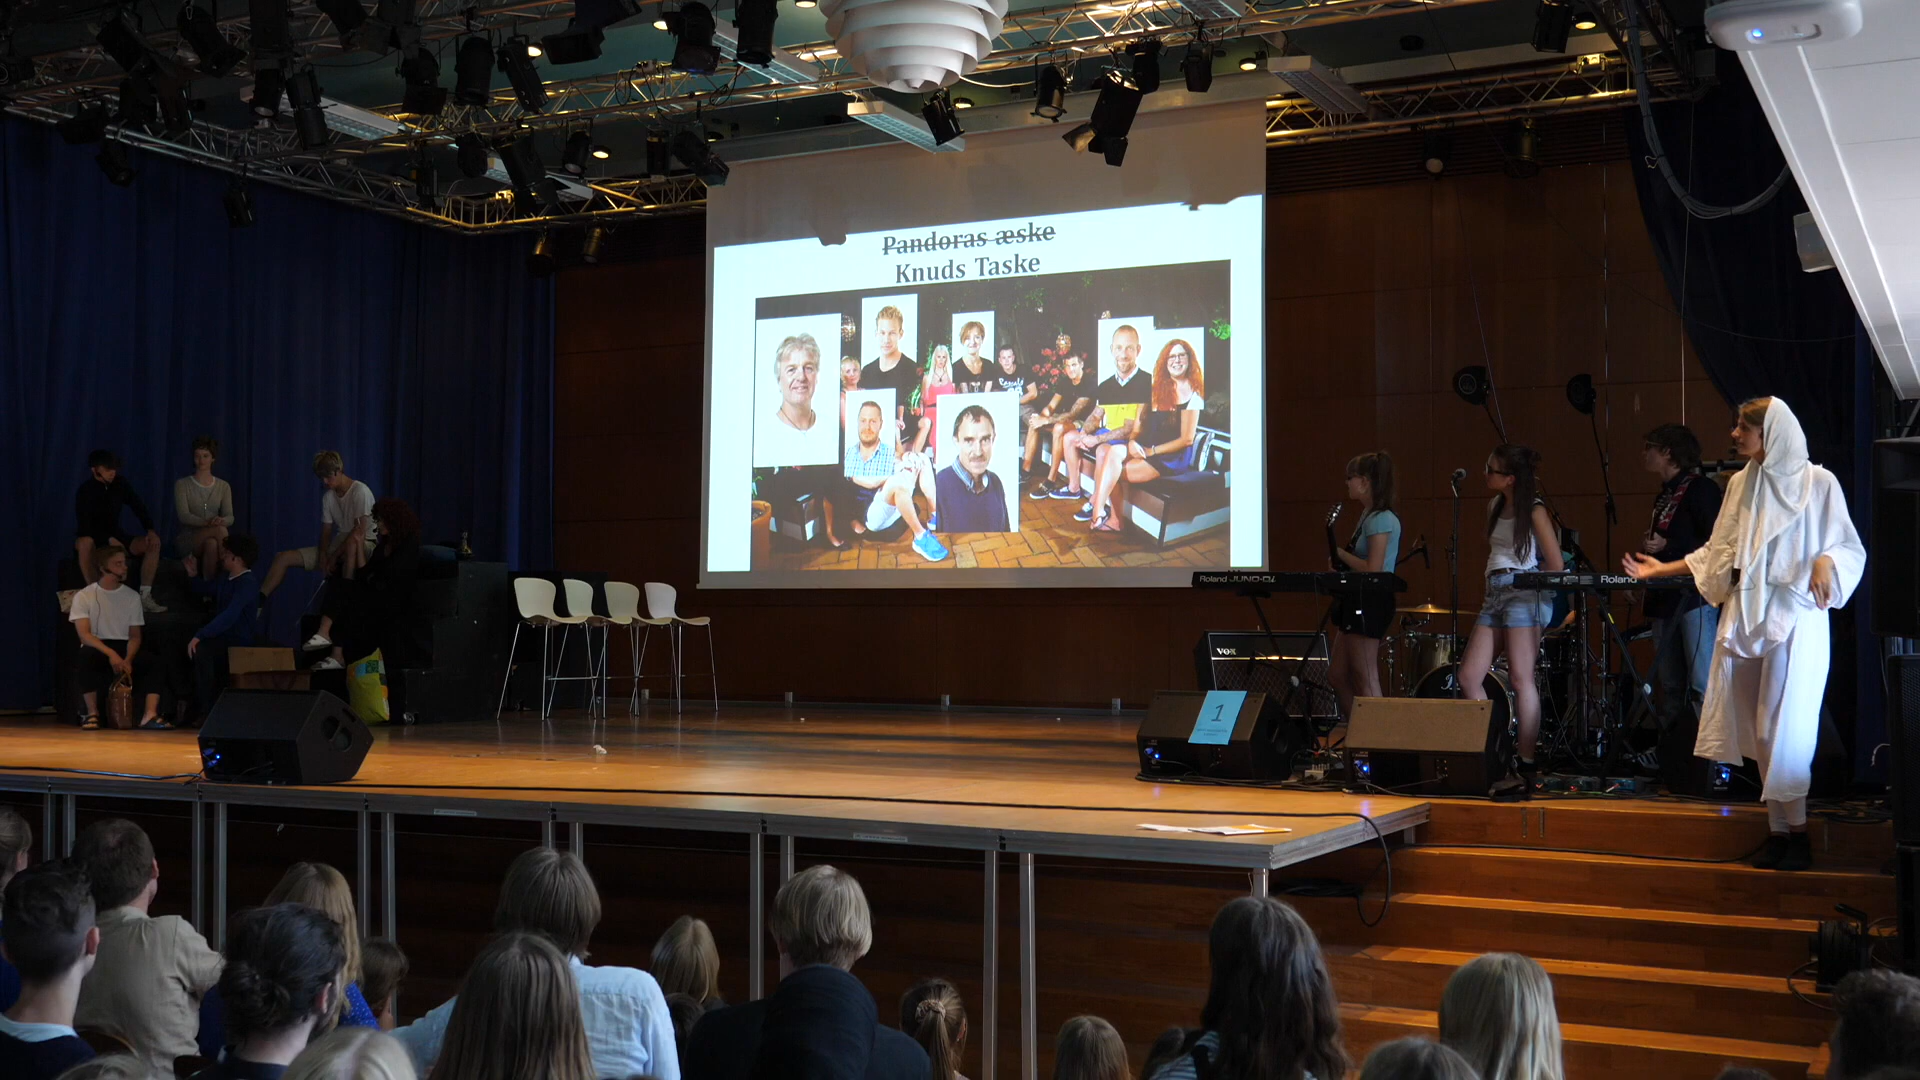 Pandoras æske
Knuds Taske
Roland JUNO-Di
Roland
VOX
1